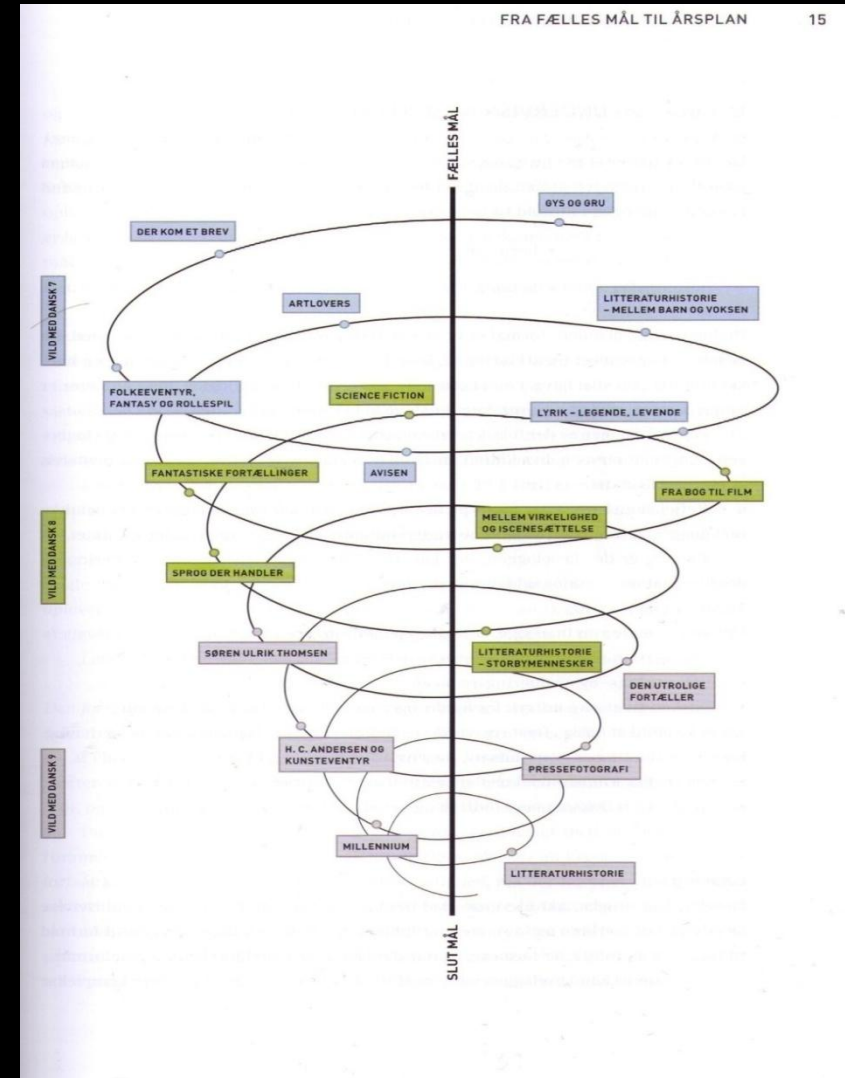 FRA FÆLLES MÅL TIL ÅRSPLAN 15
FÆLLES MÅL
GYS OG GRU
DER KOM ET BREV
VILD MED DANSK 7
ARTLOVERS
LITTERATURHISTORIE
– MELLEM BARN OG VOKSEN
FOLKEEVENTYR,
FANTASY OG ROLLESPIL
SCIENCE FICTION
LYRIK – LEGENDE, LEVENDE
FANTASTISKE FORTÆLLINGER
AVISEN
FRA BOG TIL FILM
VILD MED DANSK 8
MELLEM VIRKELIGHED
OG ISCENESÆTTELSE
SPROG DER HANDLER
SØREN ULRIK THOMSEN
LITTERATURHISTORIE
– STORBYMENNESKER
DEN UTROLIGE
FORTÆLLER
VILD MED DANSK 9
H. C. ANDERSEN OG
KUNSTEVENTYR
PRESSEFOTOGRAFI
MILLENNIUM
LITTERATURHISTORIE
SLUT MÅL